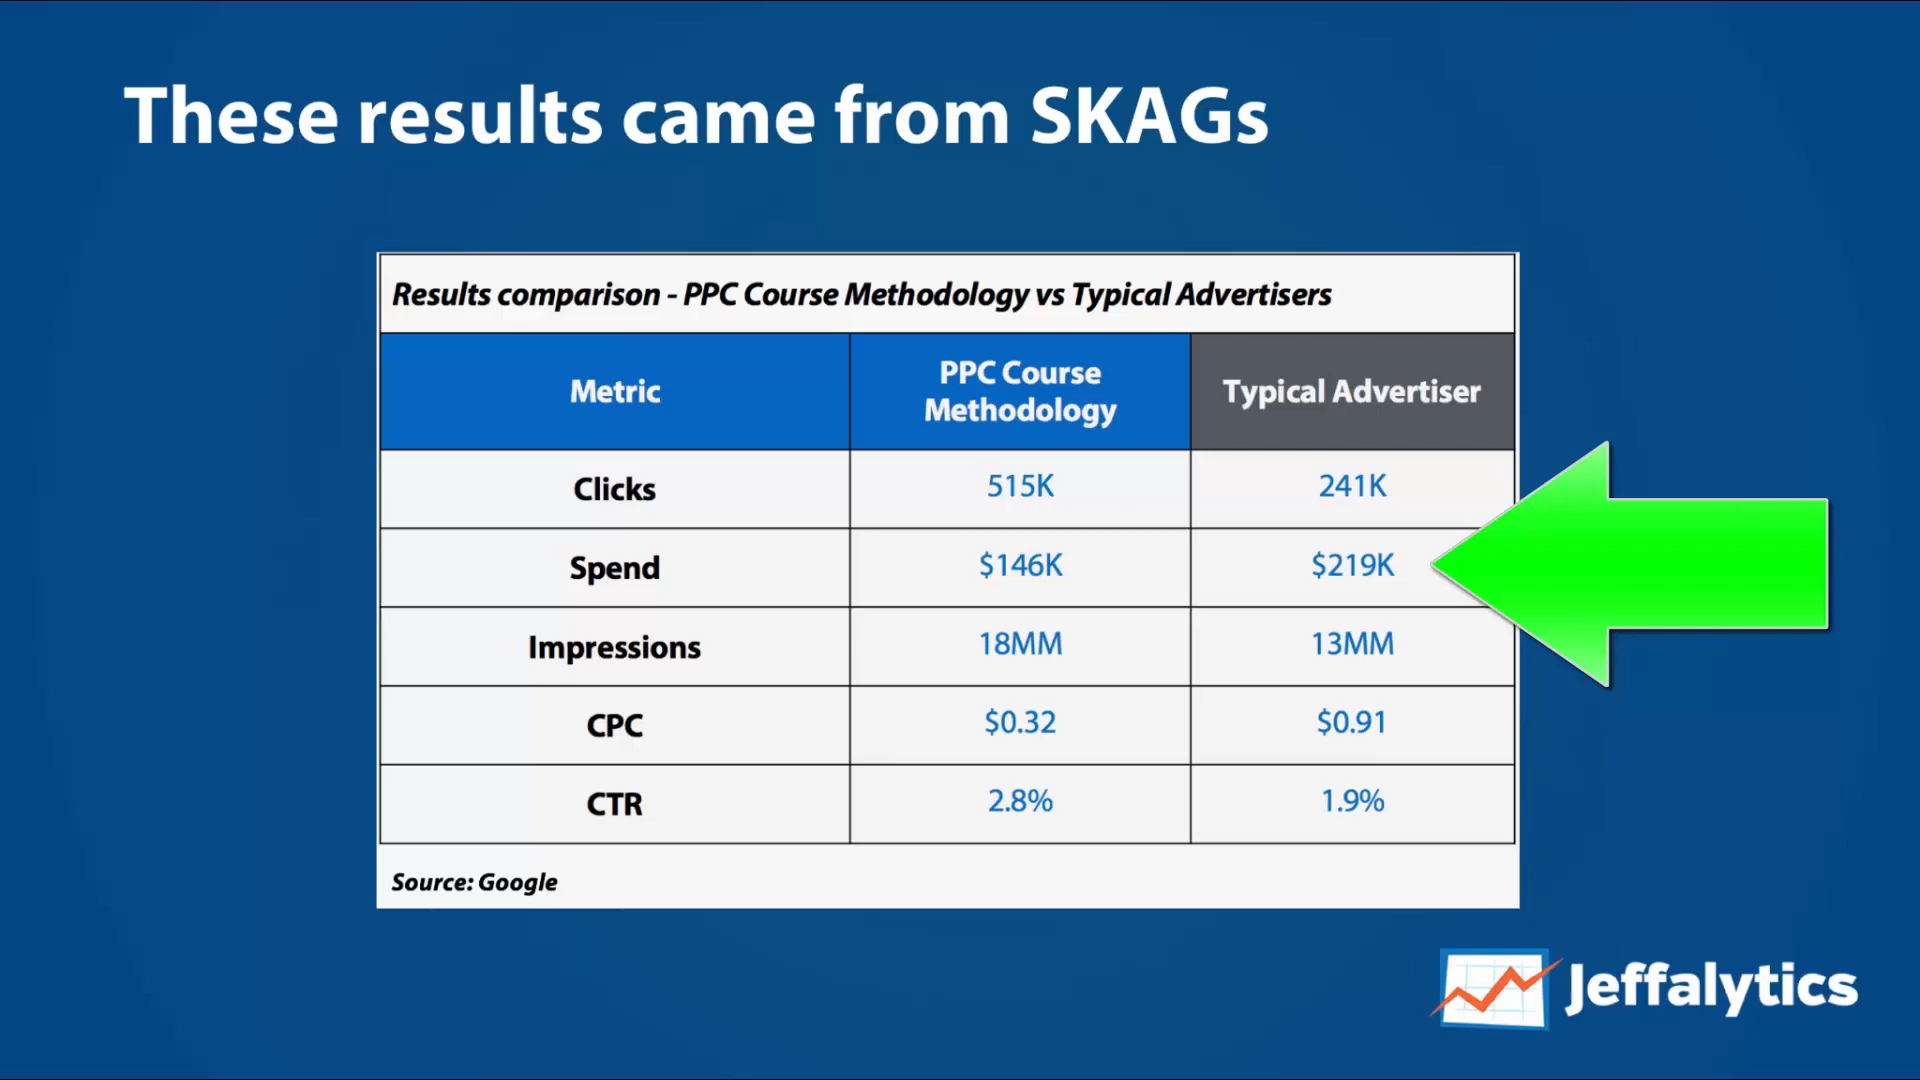 These results came from SKAGs
Results comparison - PPC Course Methodology vs Typical Advertisers
Metric
PPC Course
Methodology
Typical Advertiser
Clicks
515K
241K
Spend
$146K
$219K
Impressions
18MM
13MM
CPC
$0.32
$0.91
CTR
2.8%
1.9%
Source: Google
Jeffalytics